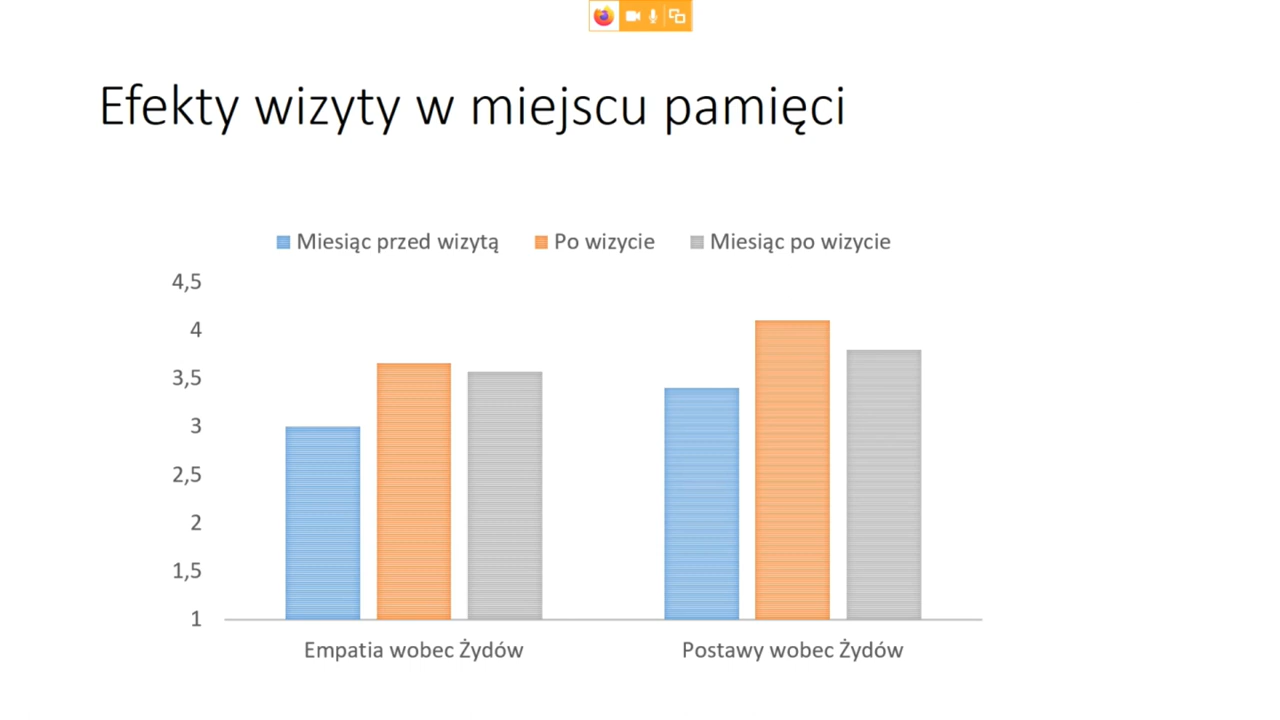 Efekty wizyty w miejscu pamięci
Miesiąc przed wizytą Po wizycie Miesiąc po wizycie
4,5
4
3,5
3
2,5
2
1,5
1
Empatia wobec Żydów Postawy wobec Żydów